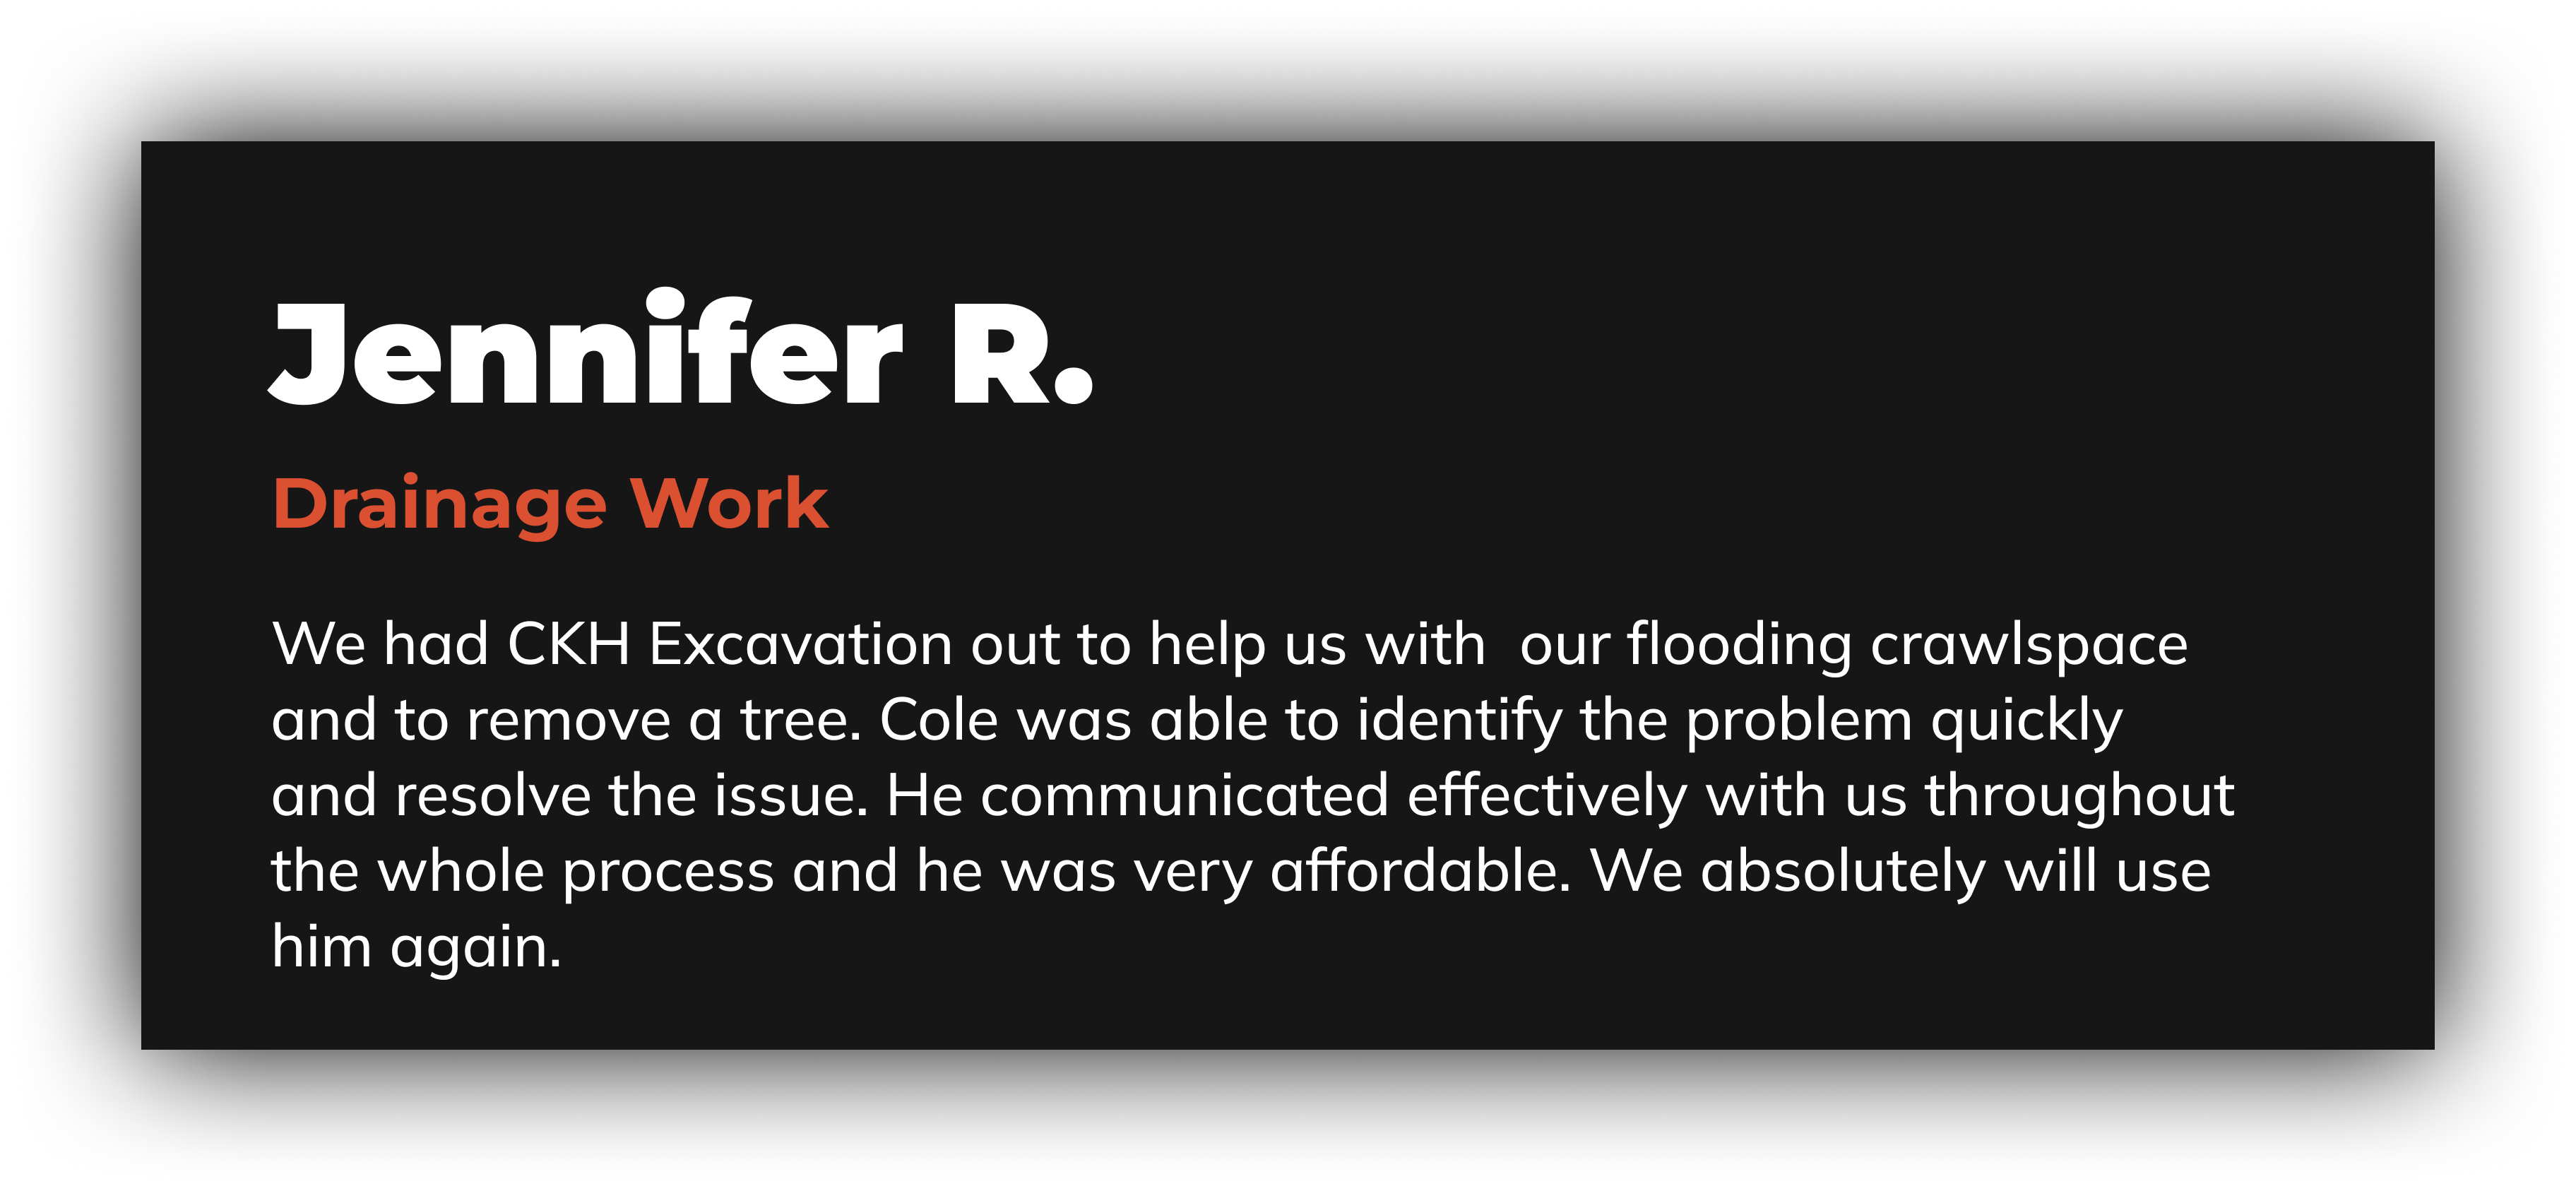 Jennifer R.
Drainage Work
We had CKH Excavation out to help us with  our flooding crawlspace
and to remove a tree. Cole was able to identify the problem quickly
and resolve the issue. He communicated effectively with us throughout
the whole process and he was very affordable. We absolutely will use
him again.